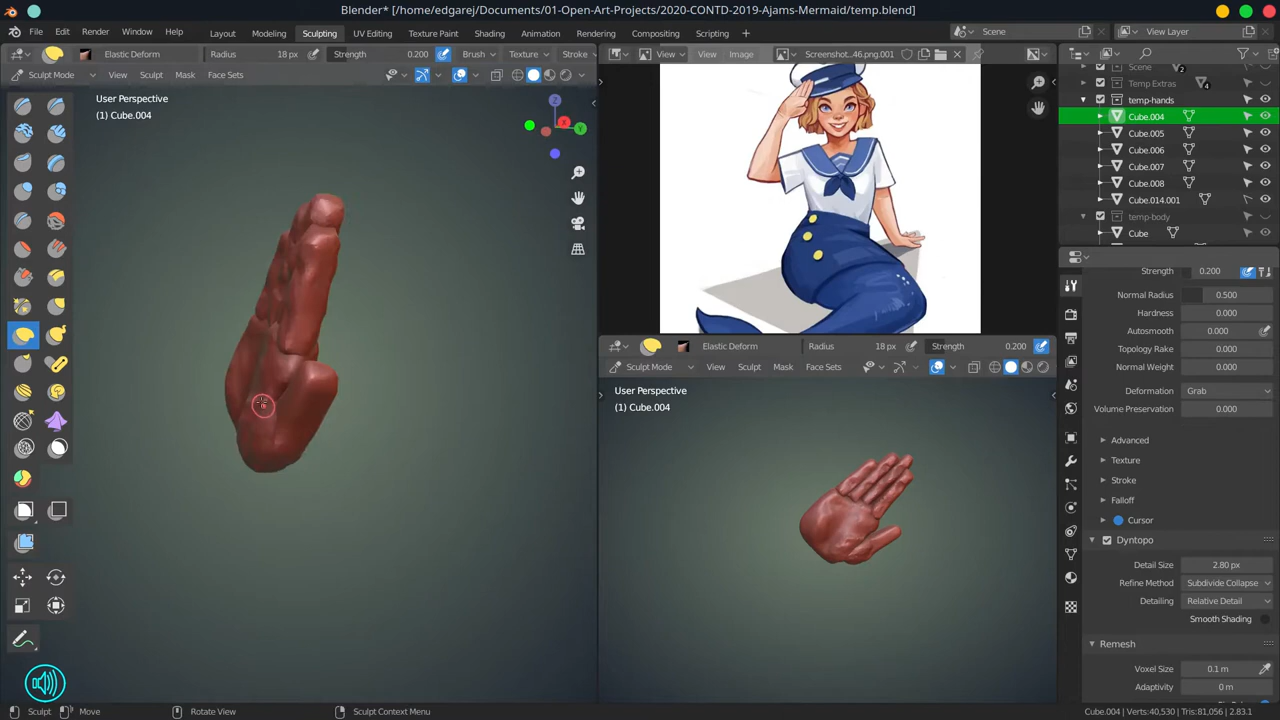 Blender* [/home/edgarej/Documents/01-Open-Art-Projects/2020-CONTD-2019-Ajams-Mermaid/temp.blend]
File Edit Render Window Help Layout Modeling Sculpting UV Editing Texture Paint Shading Animation Rendering Compositing Scripting + Scene View Layer
Elastic Deform Radius 18 px Strength 0.200 Brush Texture Stroke
View View Image Screenshot...46.png.001
Sculpt Mode View Sculpt Mask Face Sets
User Perspective
(1) Cube.004
Z
X
Y
Scene 2
Temp Extras 4
temp-hands
Cube.004
Cube.005
Cube.006
Cube.007
Cube.008
Cube.014.001
temp-body
Cube
Elastic Deform Radius 18 px Strength 0.200
Sculpt Mode View Sculpt Mask Face Sets
User Perspective
(1) Cube.004
Strength 0.200
Normal Radius 0.500
Hardness 0.000
Autosmooth 0.000
Topology Rake 0.000
Normal Weight 0.000
Deformation Grab
Volume Preservation 0.000
Advanced
Texture
Stroke
Falloff
Cursor
Dyntopo
Detail Size 2.80 px
Refine Method Subdivide Collapse
Detailing Relative Detail
Smooth Shading
Remesh
Voxel Size 0.1 m
Adaptivity 0 m
Sculpt Move Rotate View Sculpt Context Menu Cube.004 | Verts:40,530 | Tris:81,056 | 2.83.1